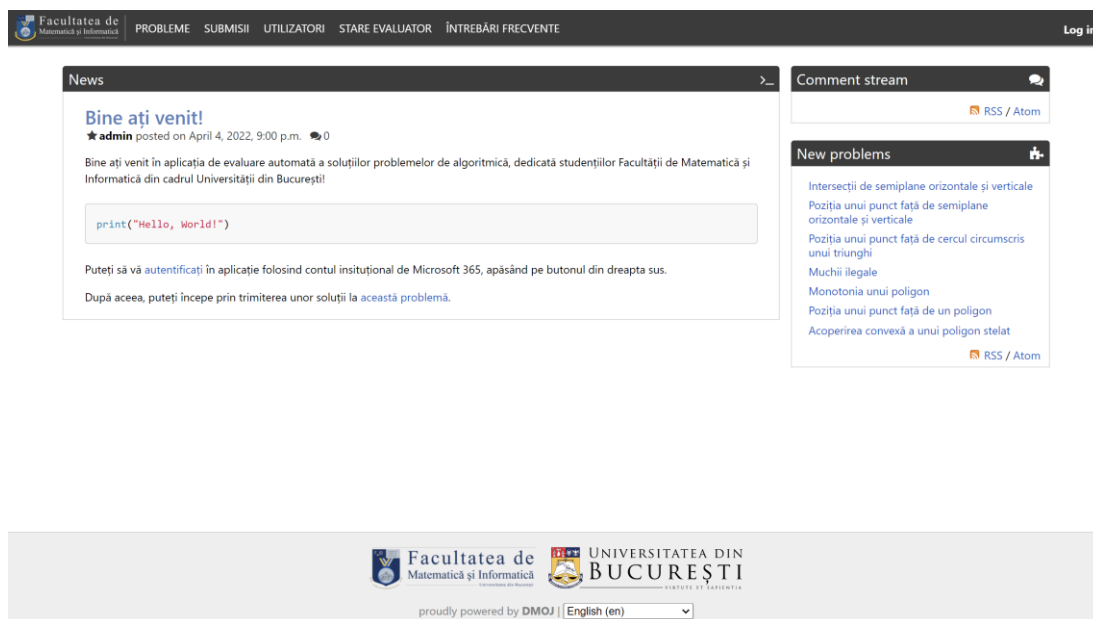 Facultatea de
Matematică și Informatică
PROBLEME SUBMISII UTILIZATORI STARE EVALUATOR ÎNTREBĂRI FRECVENTE
Log in
News
Bine ați venit!
admin posted on April 4, 2022, 9:00 p.m. 0
Bine ați venit în aplicația de evaluare automată a soluțiilor problemelor de algoritmică, dedicată studenților Facultății de Matematică și
Informatică din cadrul Universității din București!
print("Hello, World!")
Puteți să vă autentificați în aplicație folosind contul insituțional de Microsoft 365, apăsând pe butonul din dreapta sus.
După aceea, puteți începe prin trimiterea unor soluții la această problemă.
Comment stream
RSS / Atom
New problems
Intersecții de semiplane orizontale și verticale
Poziția unui punct față de semiplane
orizontale și verticale
Poziția unui punct față de cercul circumscris
unui triunghi
Muchii ilegale
Monotonia unui poligon
Poziția unui punct față de un poligon
Acoperirea convexă a unui poligon stelat
RSS / Atom
Facultatea de
Matematică și Informatică
UNIVERSITATEA DIN
BUCUREȘTI
VIRTUTE ET SAPIENTIA
proudly powered by DMOJ | English (en)